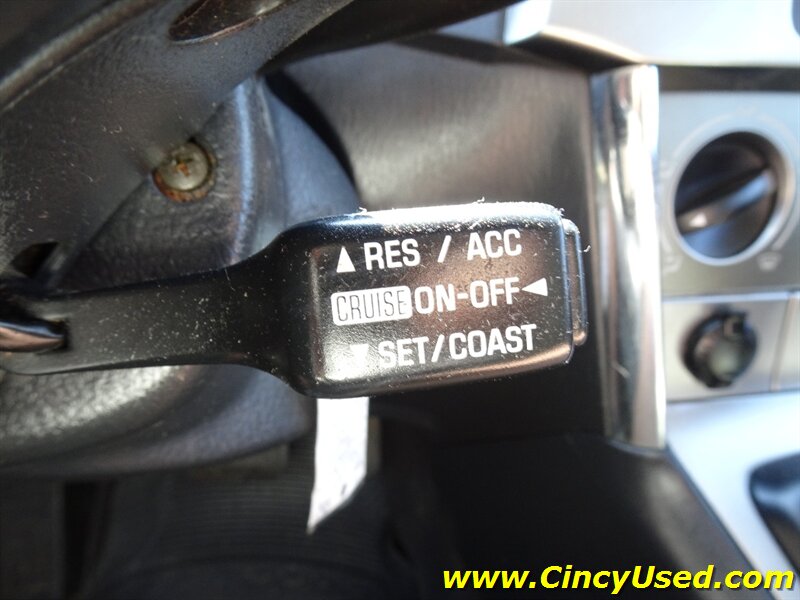 ▲ RES / ACC
CRUISE ON-OFF ◄
▼ SET/COAST
www.CincyUsed.com